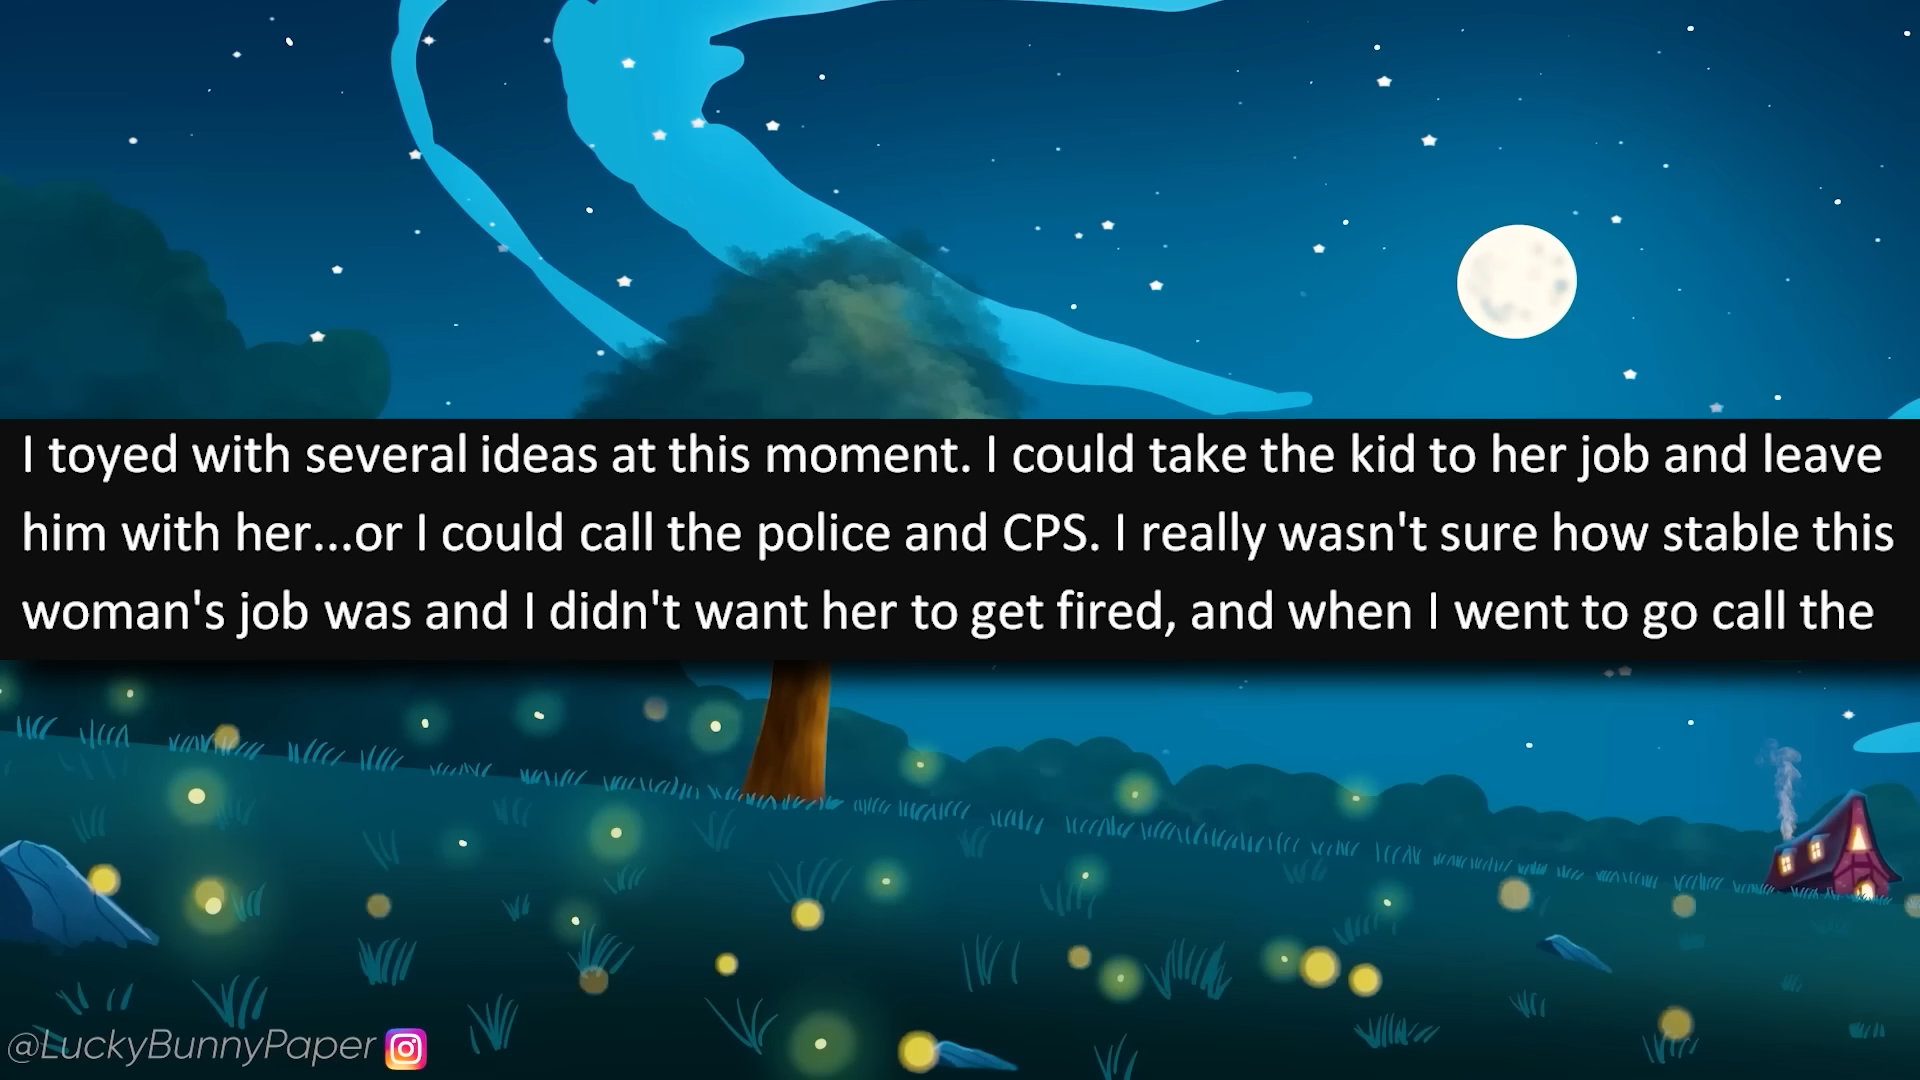 I toyed with several ideas at this moment. I could take the kid to her job and leave
him with her...or I could call the police and CPS. I really wasn't sure how stable this
woman's job was and I didn't want her to get fired, and when I went to go call the
@LuckyBunnyPaper